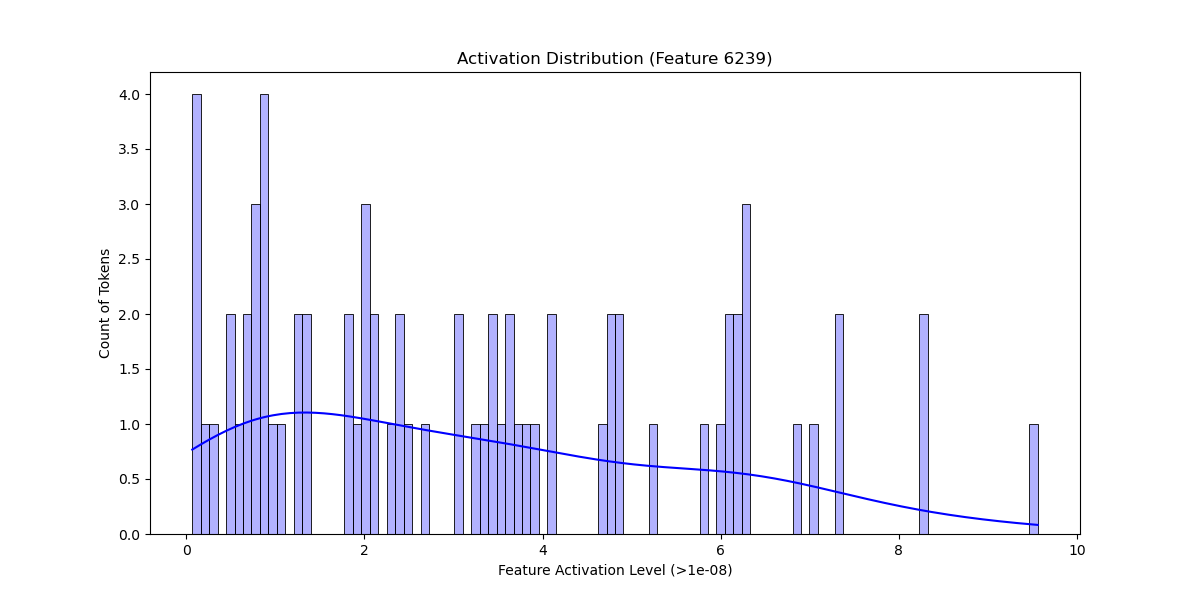 Activation Distribution (Feature 6239)
4.0
3.5
3.0
2.5
2.0
1.5
1.0
0.5
0.0
Count of Tokens
0 2 4 6 8 10
Feature Activation Level (>1e-08)